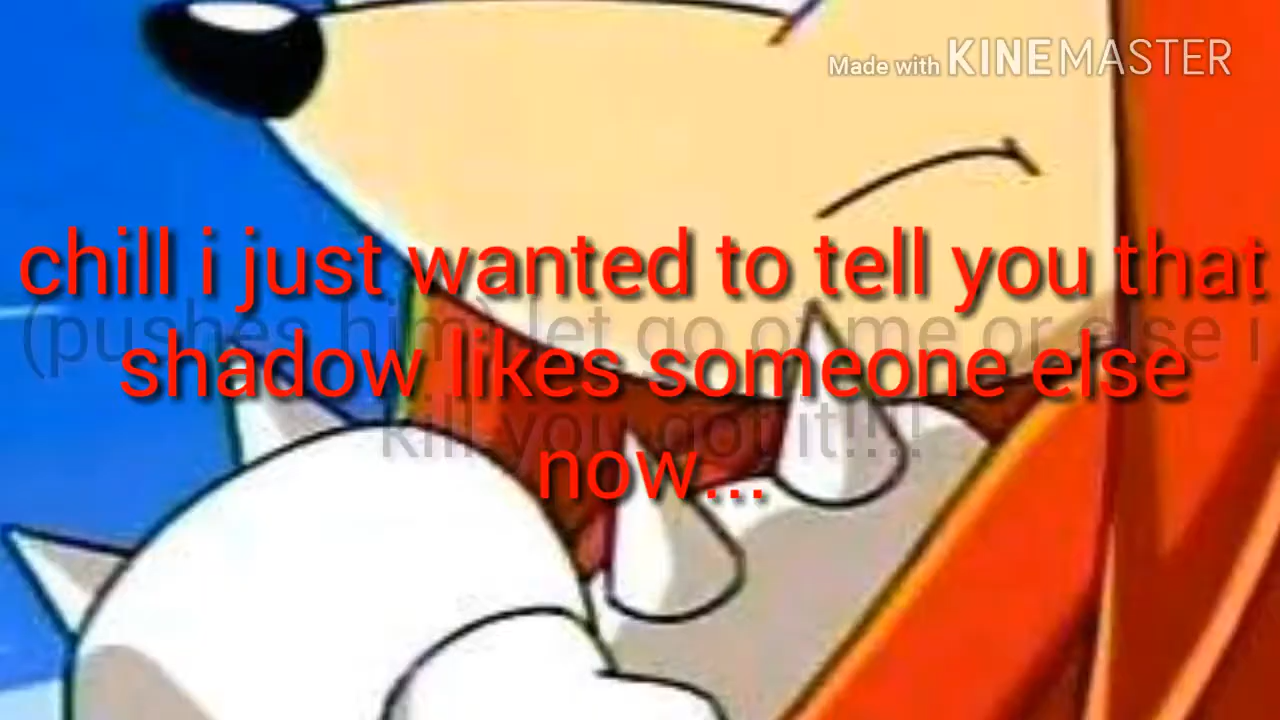 Made with KINEMASTER
chill i just wanted to tell you that
(pushes him) let go of me or else i
shadow likes someone else
kill you got it!!!!
now...